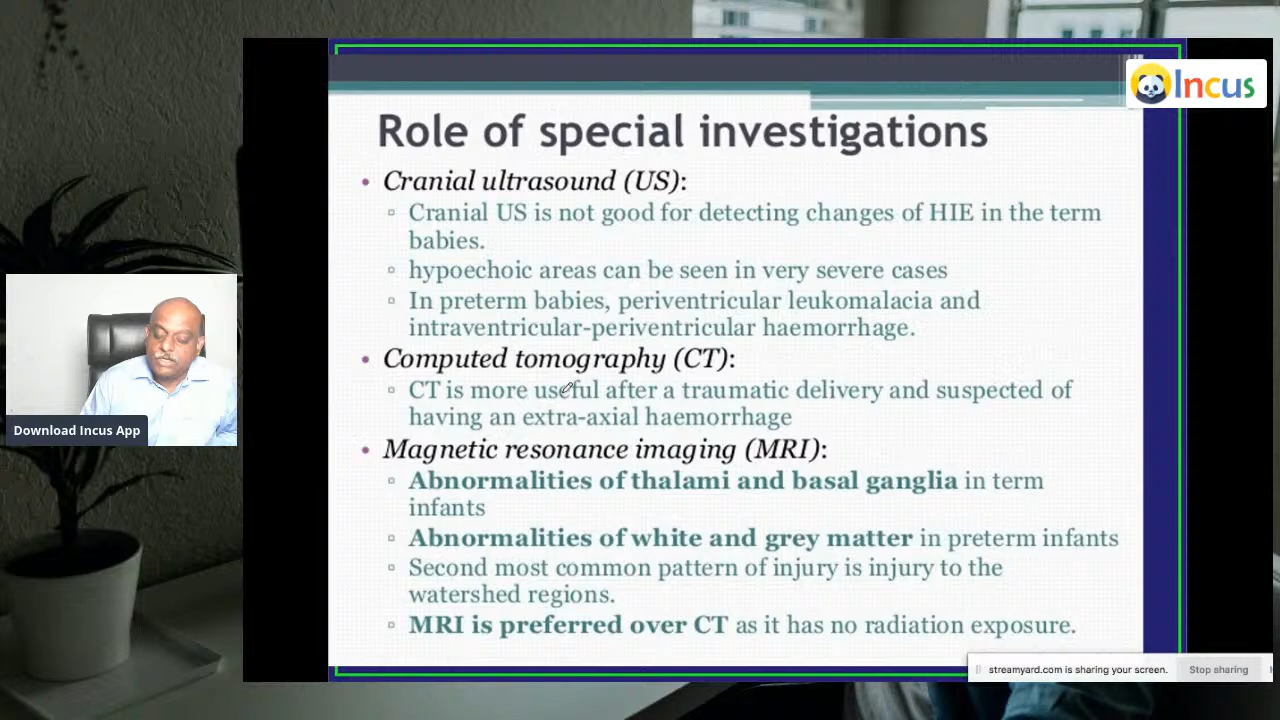 Incus
Role of special investigations
• Cranial ultrasound (US):
▫ Cranial US is not good for detecting changes of HIE in the term
babies.
▫ hypoechoic areas can be seen in very severe cases
▫ In preterm babies, periventricular leukomalacia and
intraventricular-periventricular haemorrhage.
• Computed tomography (CT):
▫ CT is more useful after a traumatic delivery and suspected of
having an extra-axial haemorrhage
• Magnetic resonance imaging (MRI):
▫ Abnormalities of thalami and basal ganglia in term
infants
▫ Abnormalities of white and grey matter in preterm infants
▫ Second most common pattern of injury is injury to the
watershed regions.
▫ MRI is preferred over CT as it has no radiation exposure.
Download Incus App
streamyard.com is sharing your screen.
Stop sharing